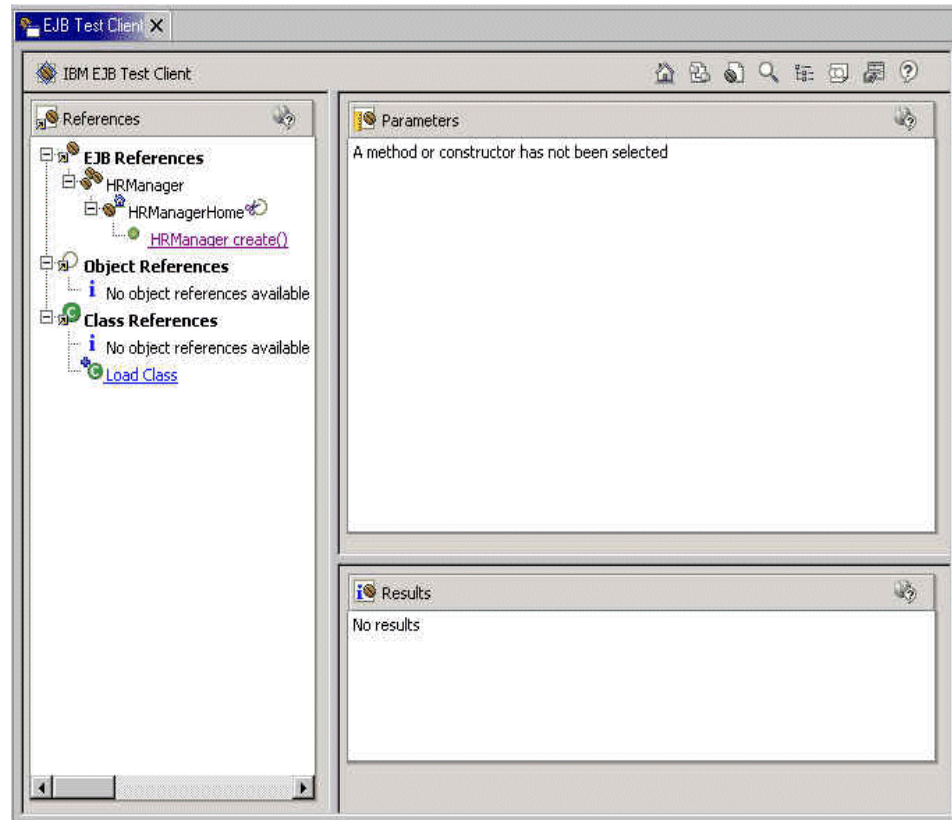 EJB Test Client
IBM EJB Test Client
References
EJB References
HRManager
HRManagerHome
HRManager create()
Object References
No object references available
Class References
No object references available
Load Class
Parameters
A method or constructor has not been selected
Results
No results